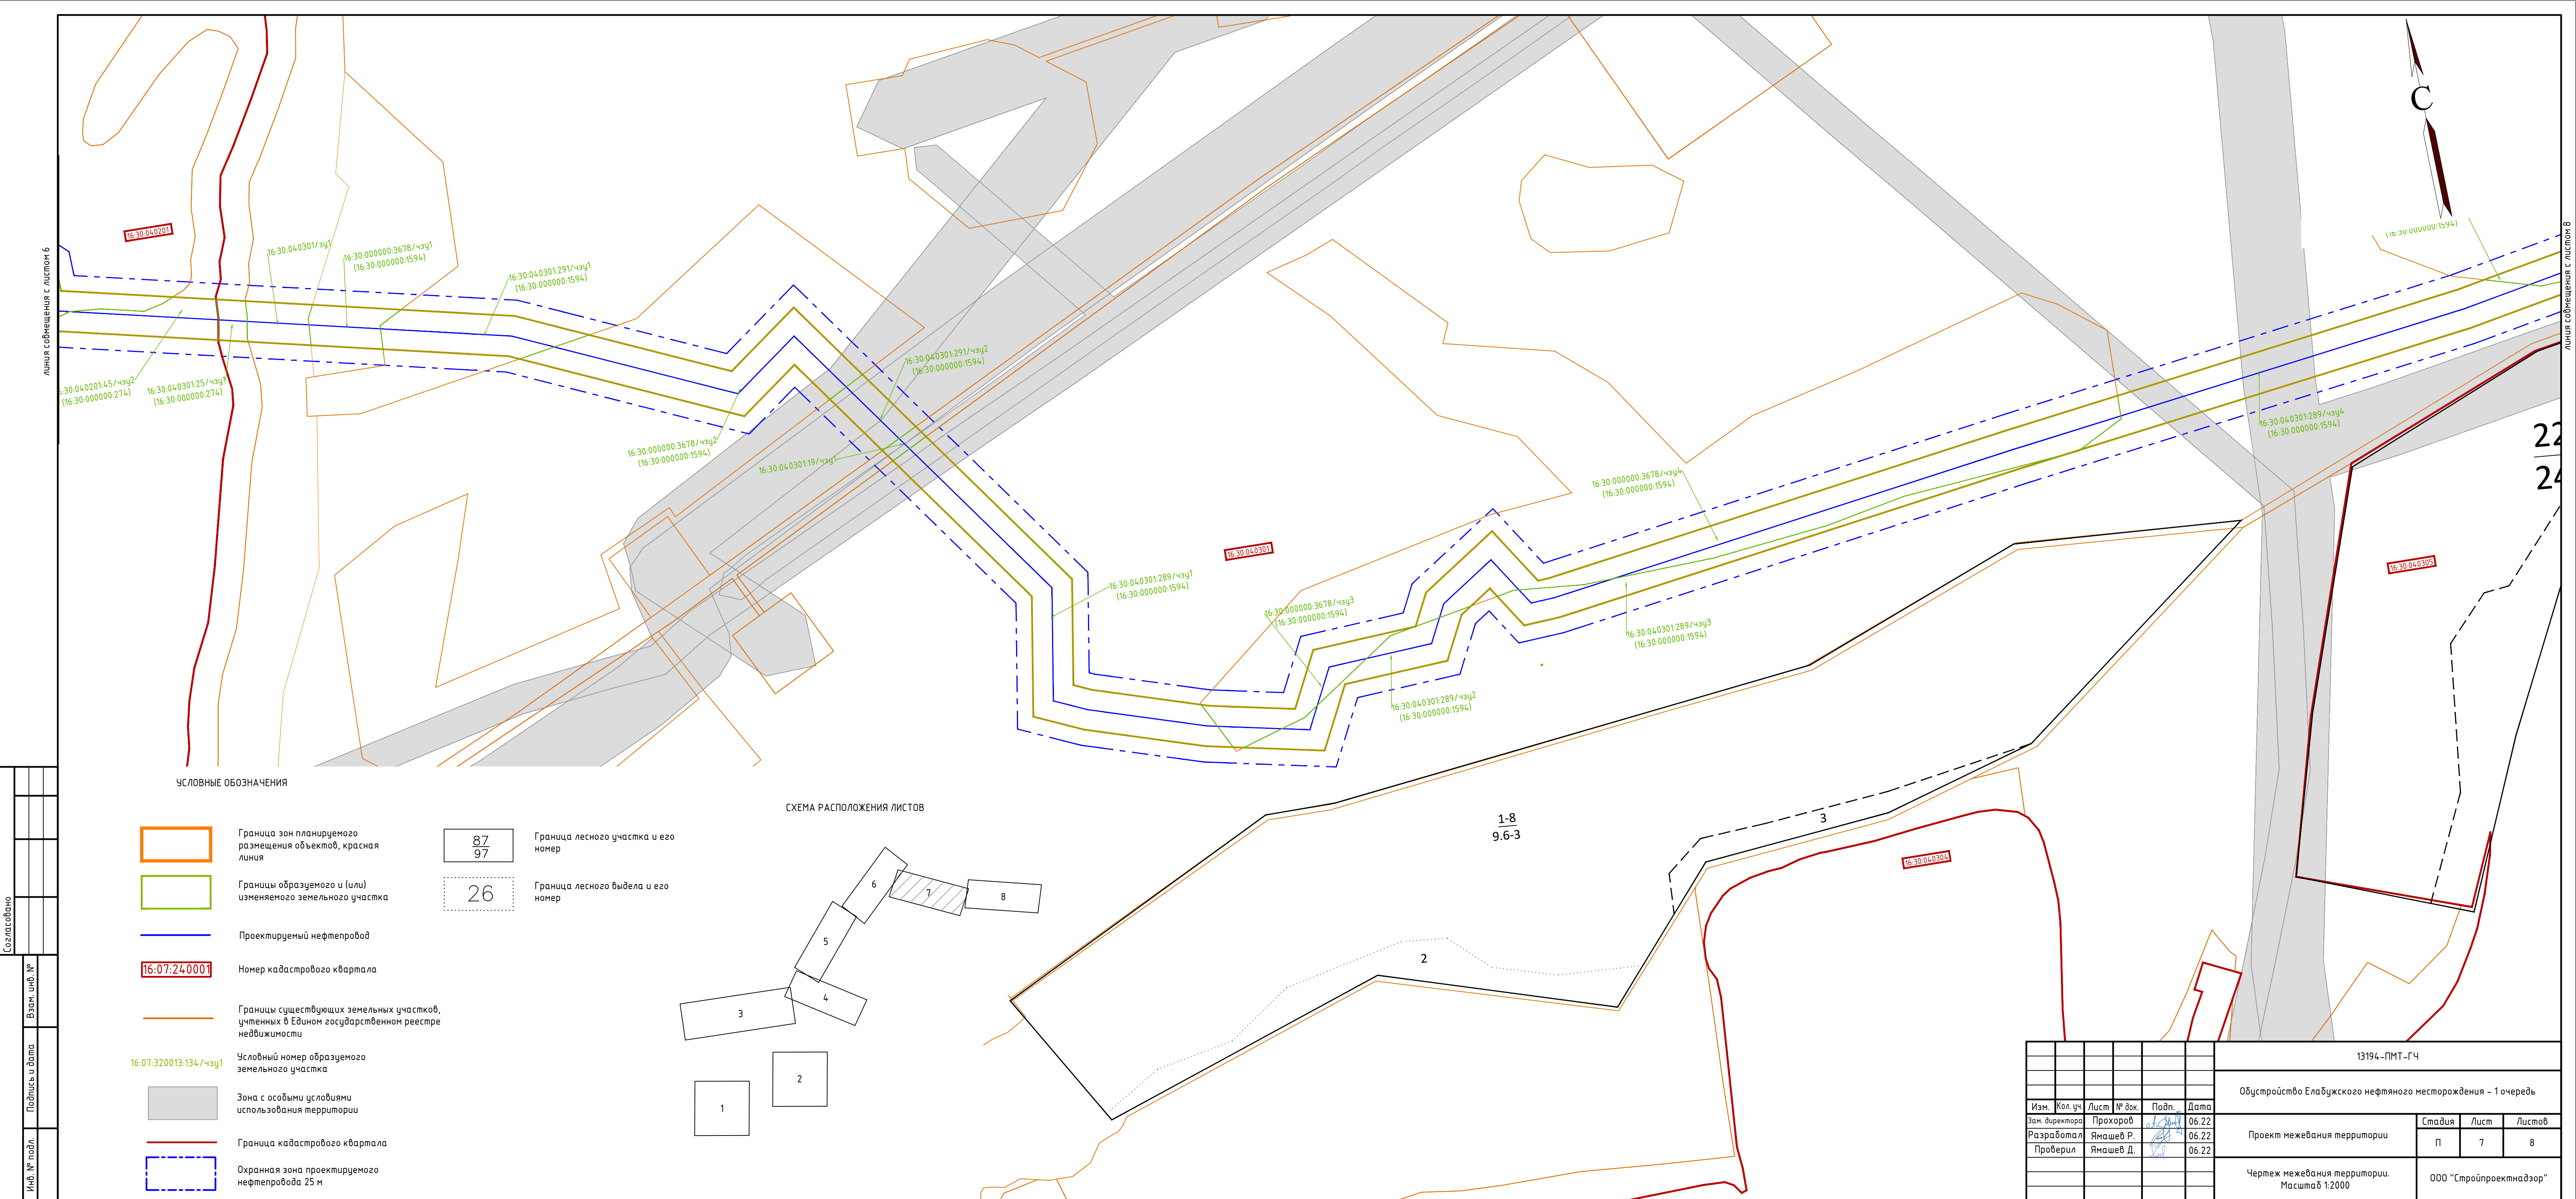 С
линия совмещения с листом 6
линия совмещения с листом 8
16:30:040201
16:30:040301/зу1
16:30:000000:3678/чзу1
(16:30:000000:1594)
16:30:040301:291/чзу1
(16:30:000000:1594)
(16:30:000000:1594)
:30:040201:45/чзу2
(16:30:000000:274)
16:30:040301:25/чзу1
(16:30:000000:274)
16:30:040301:291/чзу2
(16:30:000000:1594)
16:30:000000:3678/чзу2
(16:30:000000:1594)
16:30:040301:19/чзу1
16:30:040301:289/чзу4
(16:30:000000:1594)
22
24
16:30:000000:3678/чзу4
(16:30:000000:1594)
16:30:040301
16:30:040305
16:30:040301:289/чзу1
(16:30:000000:1594)
16:30:000000:3678/чзу3
(16:30:000000:1594)
16:30:040301:289/чзу3
(16:30:000000:1594)
16:30:040301:289/чзу2
(16:30:000000:1594)
1-8
9.6-3
3
16:30:040304
2
УСЛОВНЫЕ ОБОЗНАЧЕНИЯ
Граница зон планируемого
размещения объектов, красная
линия
Границы образуемого и (или)
изменяемого земельного участка
Проектируемый нефтепровод
16:07:240001
Номер кадастрового квартала
Границы существующих земельных участков,
учтенных в Едином государственном реестре
недвижимости
16:07:320013:134/чзу1
Условный номер образуемого
земельного участка
Зона с особыми условиями
использования территории
Граница кадастрового квартала
Охранная зона проектируемого
нефтепровода 25 м
87
97
Граница лесного участка и его
номер
26
Граница лесного выдела и его
номер
СХЕМА РАСПОЛОЖЕНИЯ ЛИСТОВ
6
7
8
5
4
3
2
1
Согласовано
Взам. инв. №
Подпись и дата
Инв. № подл.
13194-ПМТ-ГЧ
Обустройство Елабужского нефтяного месторождения - 1 очередь
Изм. Кол. уч. Лист № док. Подп. Дата
Зам. директора Прохоров 06.22
Разработал Ямашев Р. 06.22
Проверил Ямашев Д. 06.22
Проект межевания территории
Стадия Лист Листов
П 7 8
Чертеж межевания территории.
Масштаб 1:2000
ООО "Стройпроектнадзор"